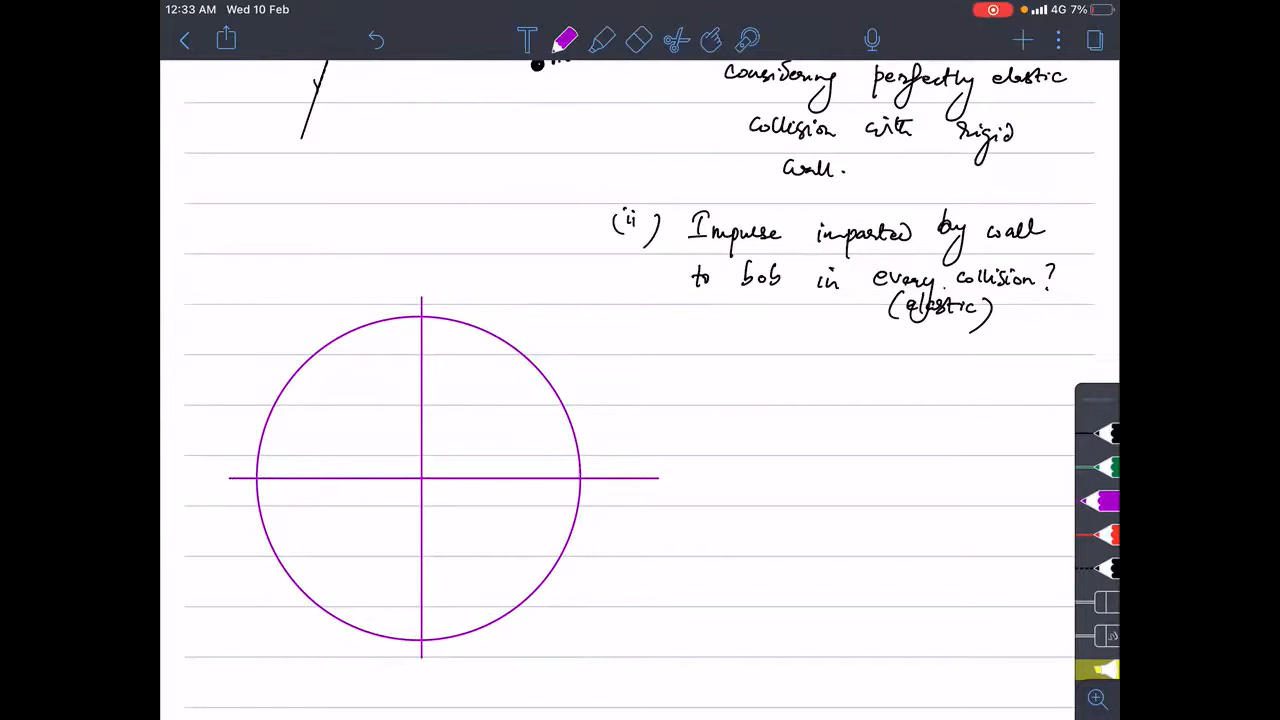 12:33 AM Wed 10 Feb 4G 7%
considering perfectly elastic
collision with rigid
wall.
(ii) Impulse imparted by wall
to bob in every collision?
(elastic)